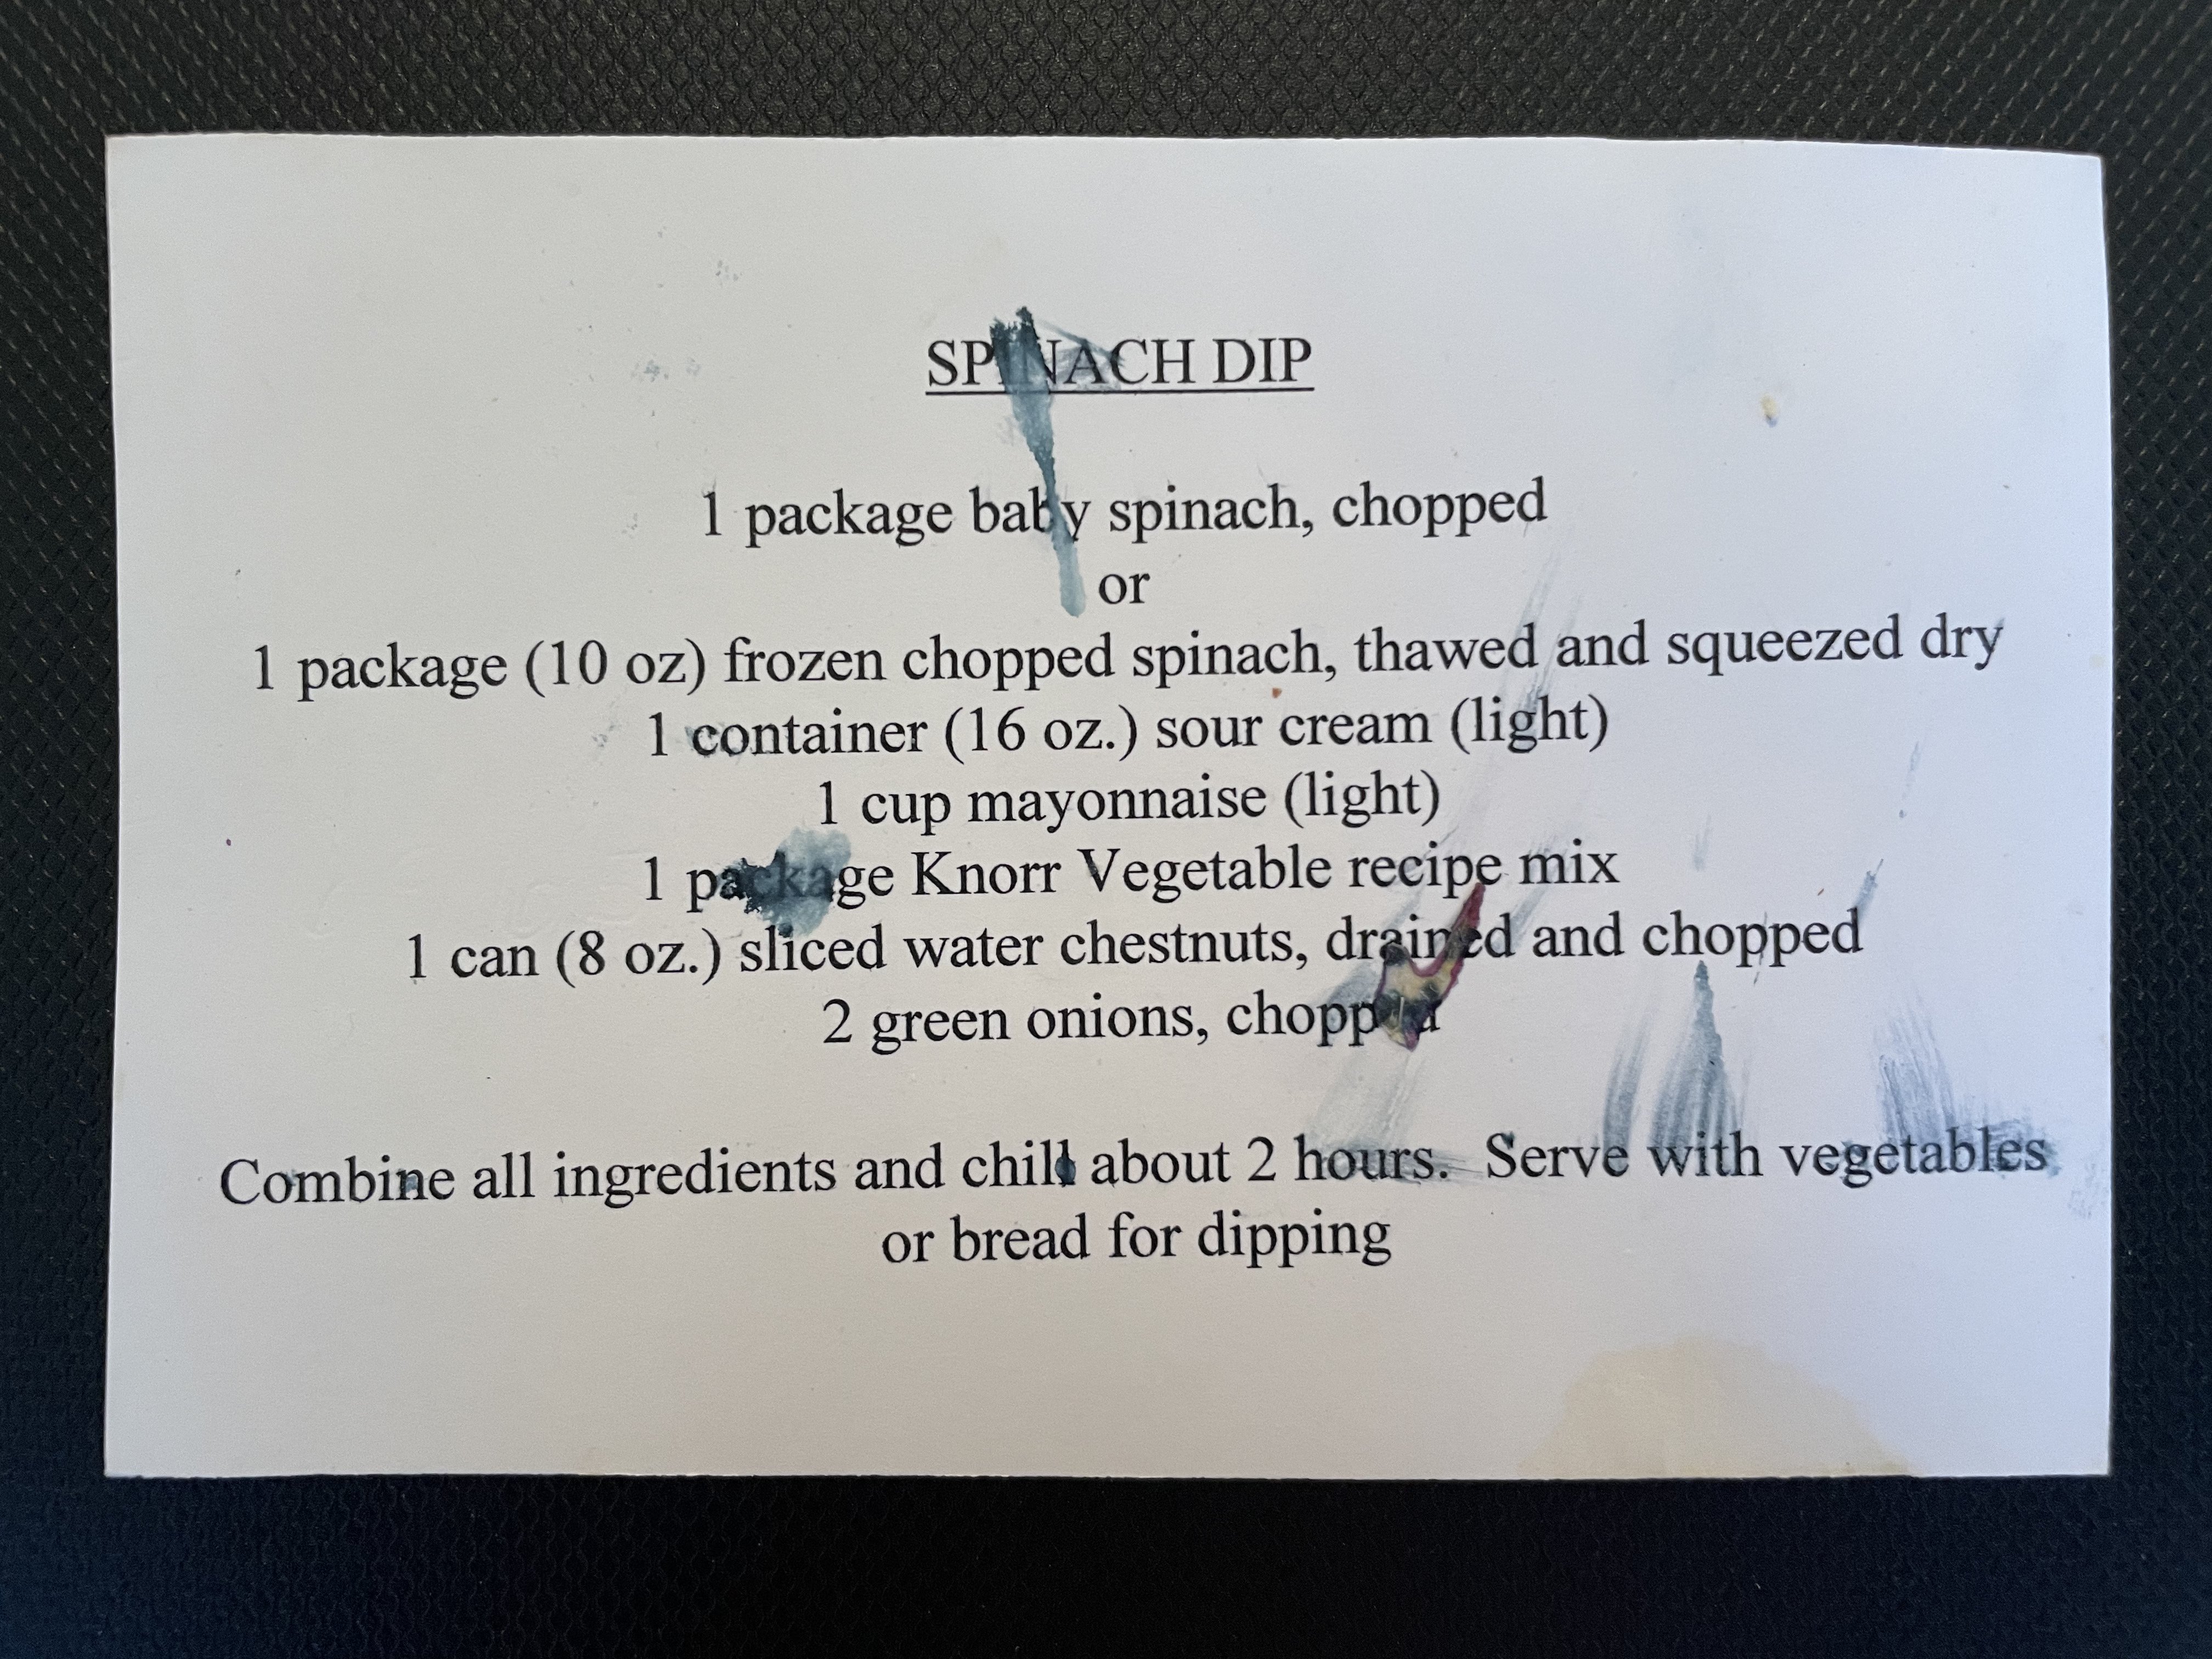 SPINACH DIP
1 package baby spinach, chopped
or
1 package (10 oz) frozen chopped spinach, thawed and squeezed dry
1 container (16 oz.) sour cream (light)
1 cup mayonnaise (light)
1 package Knorr Vegetable recipe mix
1 can (8 oz.) sliced water chestnuts, drained and chopped
2 green onions, chopped
Combine all ingredients and chill about 2 hours.  Serve with vegetables
or bread for dipping